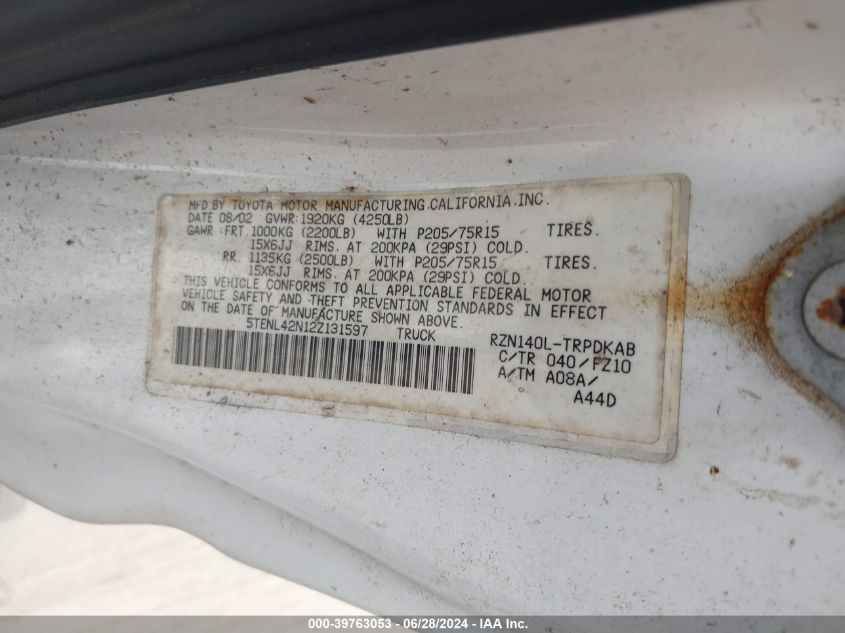 MFD BY TOYOTA MOTOR MANUFACTURING.CALIFORNIA.INC.
DATE 08/02 GVWR:1920KG (4250LB)
GAWR :FRT.1000KG (2200LB) WITH P205/75R15 TIRES.
15X6JJ RIMS. AT 200KPA (29PSI) COLD.
RR. 1135KG (2500LB) WITH P205/75R15 TIRES.
15X6JJ RIMS. AT 200KPA (29PSI) COLD.
THIS VEHICLE CONFORMS TO ALL APPLICABLE FEDERAL MOTOR
VEHICLE SAFETY AND THEFT PREVENTION STANDARDS IN EFFECT
ON THE DATE OF MANUFACTURE SHOWN ABOVE.
5TENL42N12Z131597 TRUCK
RZN140L-TRPDKAB
C/TR 040/FZ10
A/TM A08A/
A44D
000-39763053 - 06/28/2024 - IAA Inc.